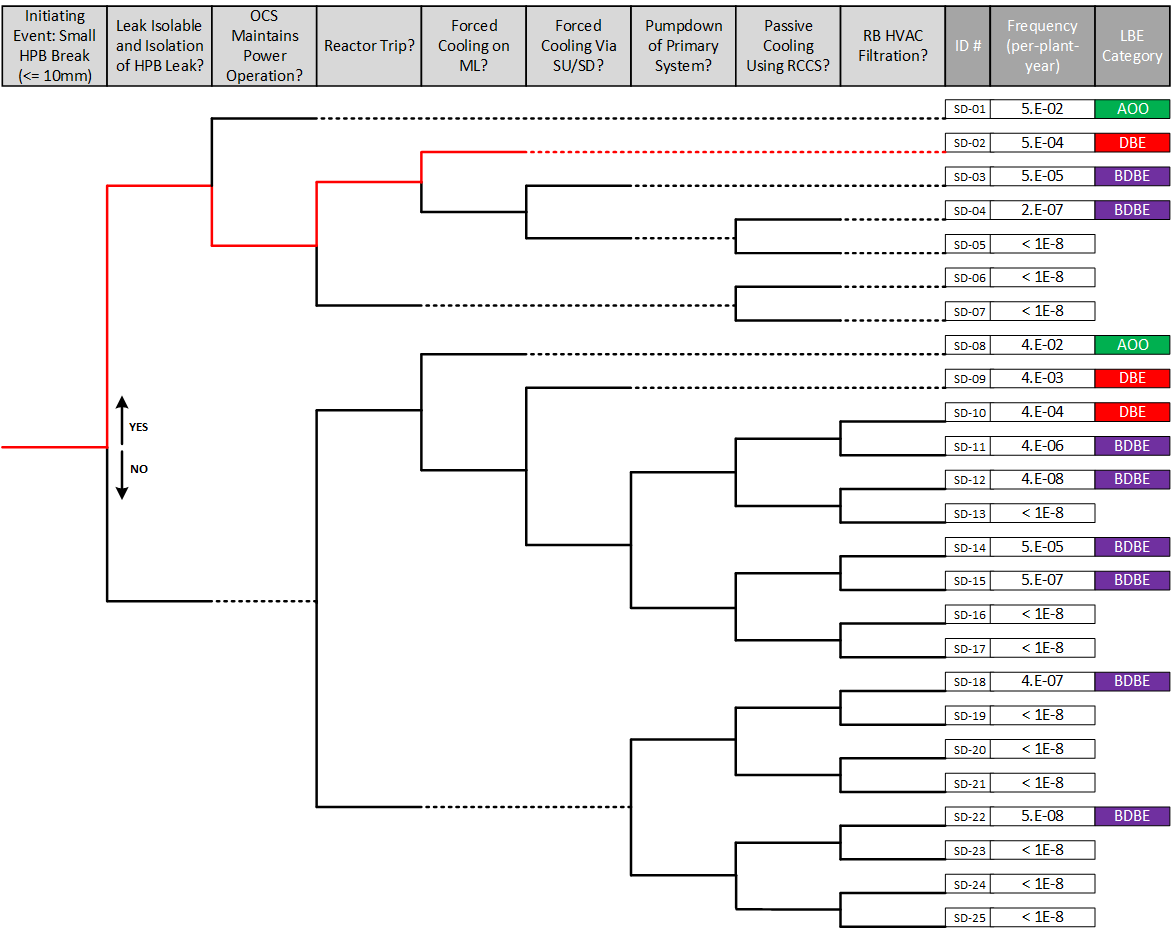 Initiating
Event: Small
HPB Break
(<= 10mm)
Leak Isolable
and Isolation
of HPB Leak?
OCS
Maintains
Power
Operation?
Reactor Trip?
Forced
Cooling on
ML?
Forced
Cooling Via
SU/SD?
Pumpdown
of Primary
System?
Passive
Cooling
Using RCCS?
RB HVAC
Filtration?
ID #
Frequency
(per-plant-
year)
LBE
Category
SD-01 5.E-02 AOO
SD-02 5.E-04 DBE
SD-03 5.E-05 BDBE
SD-04 2.E-07 BDBE
SD-05 < 1E-8
SD-06 < 1E-8
SD-07 < 1E-8
SD-08 4.E-02 AOO
SD-09 4.E-03 DBE
SD-10 4.E-04 DBE
YES
SD-11 4.E-06 BDBE
NO
SD-12 4.E-08 BDBE
SD-13 < 1E-8
SD-14 5.E-05 BDBE
SD-15 5.E-07 BDBE
SD-16 < 1E-8
SD-17 < 1E-8
SD-18 4.E-07 BDBE
SD-19 < 1E-8
SD-20 < 1E-8
SD-21 < 1E-8
SD-22 5.E-08 BDBE
SD-23 < 1E-8
SD-24 < 1E-8
SD-25 < 1E-8